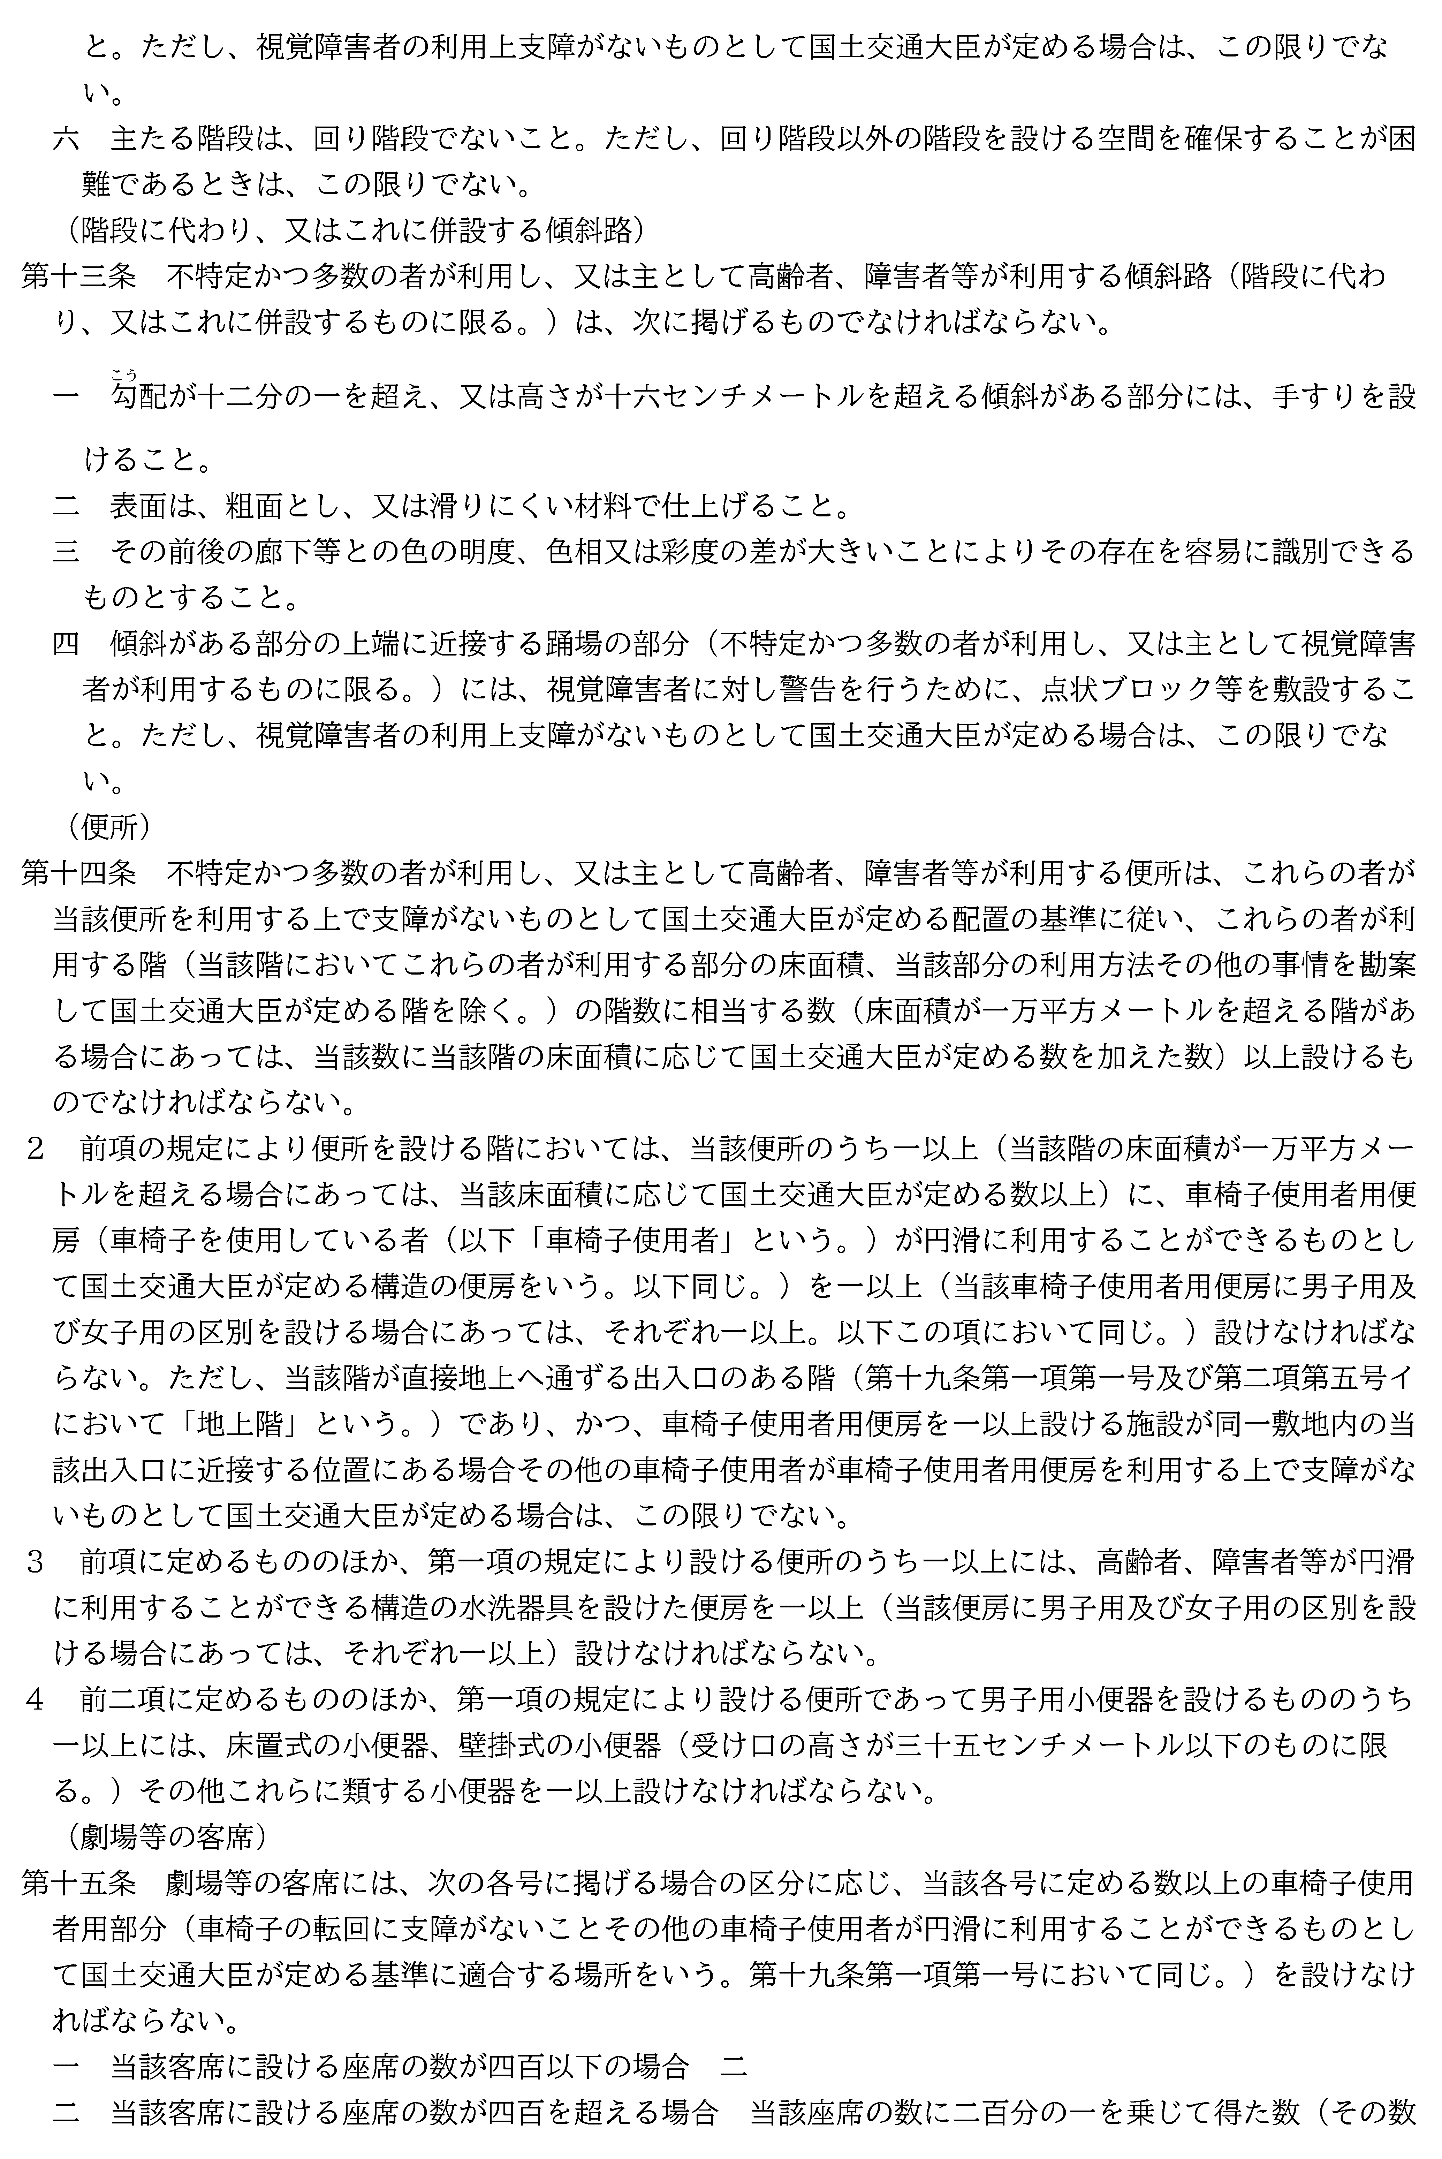 と。ただし、視覚障害者の利用上支障がないものとして国土交通大臣が定める場合は、この限りでな
い。
六　主たる階段は、回り階段でないこと。ただし、回り階段以外の階段を設ける空間を確保することが困
難であるときは、この限りでない。
（階段に代わり、又はこれに併設する傾斜路）
第十三条　不特定かつ多数の者が利用し、又は主として高齢者、障害者等が利用する傾斜路（階段に代わ
り、又はこれに併設するものに限る。）は、次に掲げるものでなければならない。
こう
一　勾配が十二分の一を超え、又は高さが十六センチメートルを超える傾斜がある部分には、手すりを設
けること。
二　表面は、粗面とし、又は滑りにくい材料で仕上げること。
三　その前後の廊下等との色の明度、色相又は彩度の差が大きいことによりその存在を容易に識別できる
ものとすること。
四　傾斜がある部分の上端に近接する踊場の部分（不特定かつ多数の者が利用し、又は主として視覚障害
者が利用するものに限る。）には、視覚障害者に対し警告を行うために、点状ブロック等を敷設するこ
と。ただし、視覚障害者の利用上支障がないものとして国土交通大臣が定める場合は、この限りでな
い。
（便所）
第十四条　不特定かつ多数の者が利用し、又は主として高齢者、障害者等が利用する便所は、これらの者が
当該便所を利用する上で支障がないものとして国土交通大臣が定める配置の基準に従い、これらの者が利
用する階（当該階においてこれらの者が利用する部分の床面積、当該部分の利用方法その他の事情を勘案
して国土交通大臣が定める階を除く。）の階数に相当する数（床面積が一万平方メートルを超える階があ
る場合にあっては、当該数に当該階の床面積に応じて国土交通大臣が定める数を加えた数）以上設けるも
のでなければならない。
２　前項の規定により便所を設ける階においては、当該便所のうち一以上（当該階の床面積が一万平方メー
トルを超える場合にあっては、当該床面積に応じて国土交通大臣が定める数以上）に、車椅子使用者用便
房（車椅子を使用している者（以下「車椅子使用者」という。）が円滑に利用することができるものとし
て国土交通大臣が定める構造の便房をいう。以下同じ。）を一以上（当該車椅子使用者用便房に男子用及
び女子用の区別を設ける場合にあっては、それぞれ一以上。以下この項において同じ。）設けなければな
らない。ただし、当該階が直接地上へ通ずる出入口のある階（第十九条第一項第一号及び第二項第五号イ
において「地上階」という。）であり、かつ、車椅子使用者用便房を一以上設ける施設が同一敷地内の当
該出入口に近接する位置にある場合その他の車椅子使用者が車椅子使用者用便房を利用する上で支障がな
いものとして国土交通大臣が定める場合は、この限りでない。
３　前項に定めるもののほか、第一項の規定により設ける便所のうち一以上には、高齢者、障害者等が円滑
に利用することができる構造の水洗器具を設けた便房を一以上（当該便房に男子用及び女子用の区別を設
ける場合にあっては、それぞれ一以上）設けなければならない。
４　前二項に定めるもののほか、第一項の規定により設ける便所であって男子用小便器を設けるもののうち
一以上には、床置式の小便器、壁掛式の小便器（受け口の高さが三十五センチメートル以下のものに限
る。）その他これらに類する小便器を一以上設けなければならない。
（劇場等の客席）
第十五条　劇場等の客席には、次の各号に掲げる場合の区分に応じ、当該各号に定める数以上の車椅子使用
者用部分（車椅子の転回に支障がないことその他の車椅子使用者が円滑に利用することができるものとし
て国土交通大臣が定める基準に適合する場所をいう。第十九条第一項第一号において同じ。）を設けなけ
ればならない。
一　当該客席に設ける座席の数が四百以下の場合　二
二　当該客席に設ける座席の数が四百を超える場合　当該座席の数に二百分の一を乗じて得た数（その数